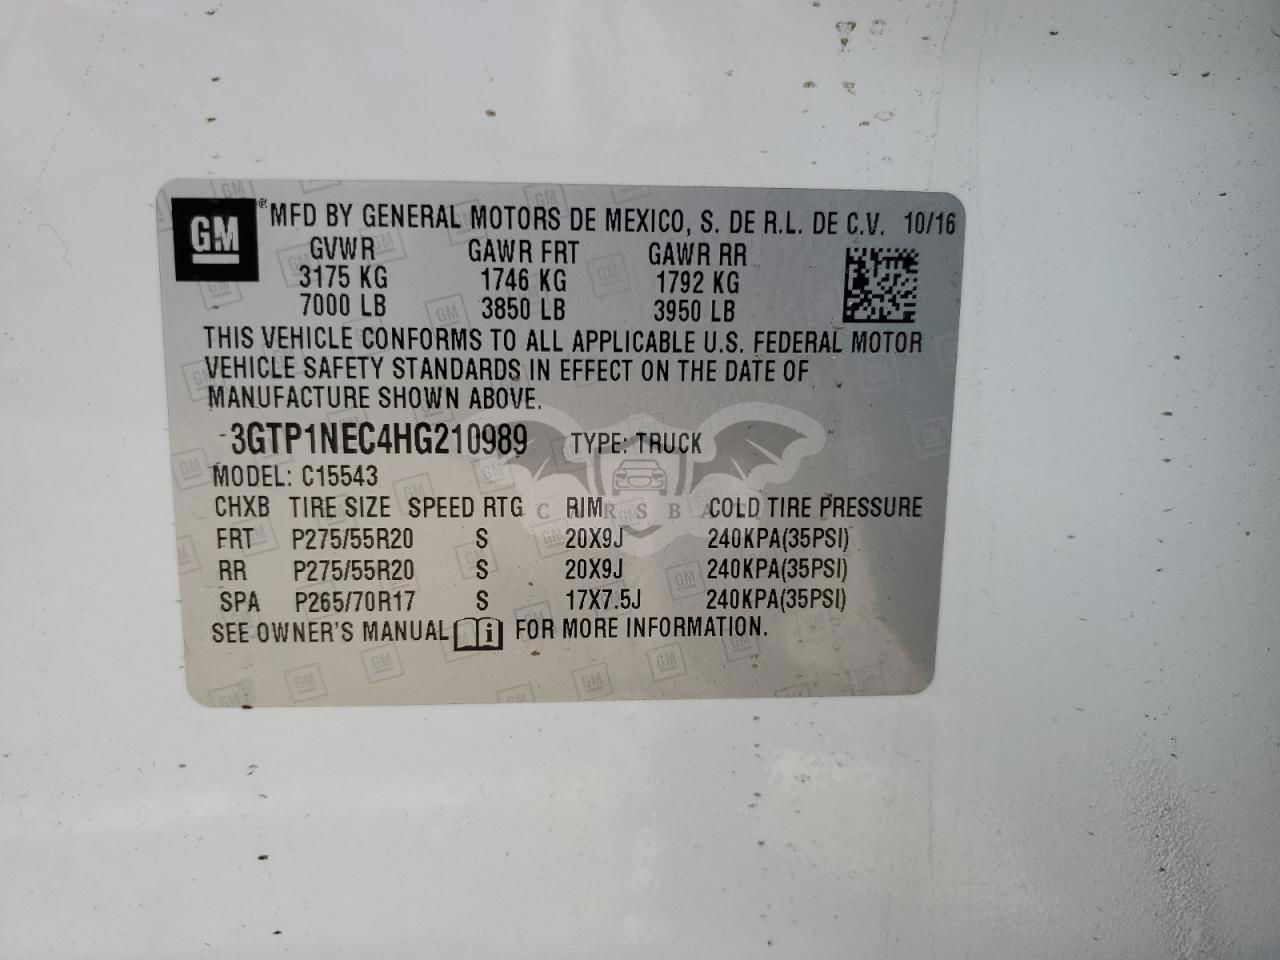 GM ® MFD BY GENERAL MOTORS DE MEXICO, S. DE R.L. DE C.V. 10/16
GVWR GAWR FRT GAWR RR
3175 KG 1746 KG 1792 KG
7000 LB 3850 LB 3950 LB
THIS VEHICLE CONFORMS TO ALL APPLICABLE U.S. FEDERAL MOTOR
VEHICLE SAFETY STANDARDS IN EFFECT ON THE DATE OF
MANUFACTURE SHOWN ABOVE.
3GTP1NEC4HG210989 TYPE: TRUCK
MODEL: C15543
CHXB TIRE SIZE SPEED RTG RIM COLD TIRE PRESSURE
CARSBAT
FRT P275/55R20 S 20X9J 240KPA(35PSI)
RR P275/55R20 S 20X9J 240KPA(35PSI)
SPA P265/70R17 S 17X7.5J 240KPA(35PSI)
SEE OWNER'S MANUAL i FOR MORE INFORMATION.